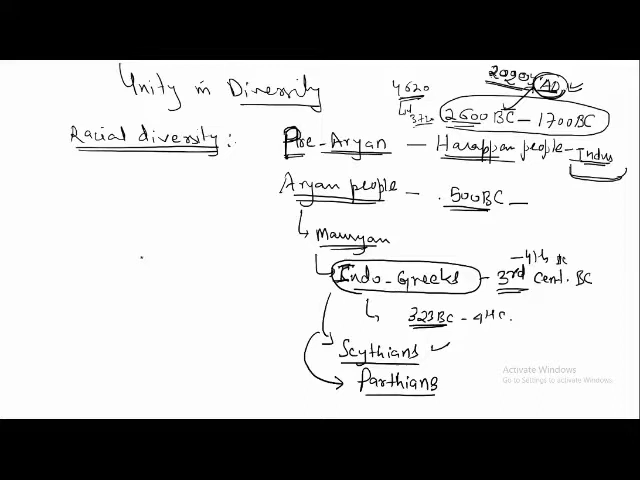 Unity in Diversity
2020 AD
4620
3720
2600 BC - 1700 BC
Racial diversity :- Pre-Aryan - Harappan people - Indus
Aryan people - 500 BC -
Mauryan
- 4th BC
Indo-Greeks - 3rd Cent. BC
323 BC - 4th C.
Scythians
Parthians
Activate Windows
Go to Settings to activate Windows.